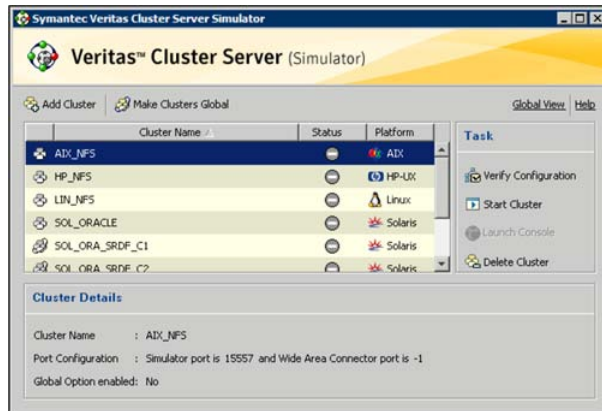 Symantec Veritas Cluster Server Simulator
Veritas™ Cluster Server (Simulator)
Add Cluster Make Clusters Global Global View Help
Cluster Name Status Platform
Task
AIX_NFS AIX
HP_NFS HP-UX
LIN_NFS Linux
SOL_ORACLE Solaris
SOL_ORA_SRDF_C1 Solaris
SOL_ORA_SRDF_C2 Solaris
Verify Configuration
Start Cluster
Launch Console
Delete Cluster
Cluster Details
Cluster Name : AIX_NFS
Port Configuration : Simulator port is 15557 and Wide Area Connector port is -1
Global Option enabled: No